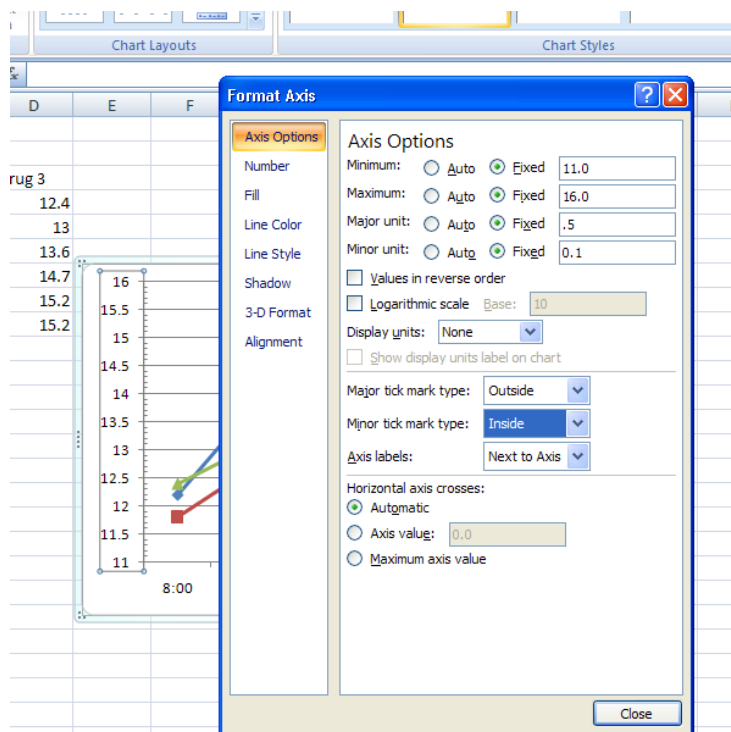 Chart Layouts
Chart Styles
D E F
rug 3
12.4
13
13.6
14.7
15.2
15.2
16
15.5
15
14.5
14
13.5
13
12.5
12
11.5
11
8:00
Format Axis
Axis Options
Number
Fill
Line Color
Line Style
Shadow
3-D Format
Alignment
Axis Options
Minimum: Auto Fixed 11.0
Maximum: Auto Fixed 16.0
Major unit: Auto Fixed .5
Minor unit: Auto Fixed 0.1
Values in reverse order
Logarithmic scale Base: 10
Display units: None
Show display units label on chart
Major tick mark type: Outside
Minor tick mark type: Inside
Axis labels: Next to Axis
Horizontal axis crosses:
Automatic
Axis value: 0.0
Maximum axis value
Close